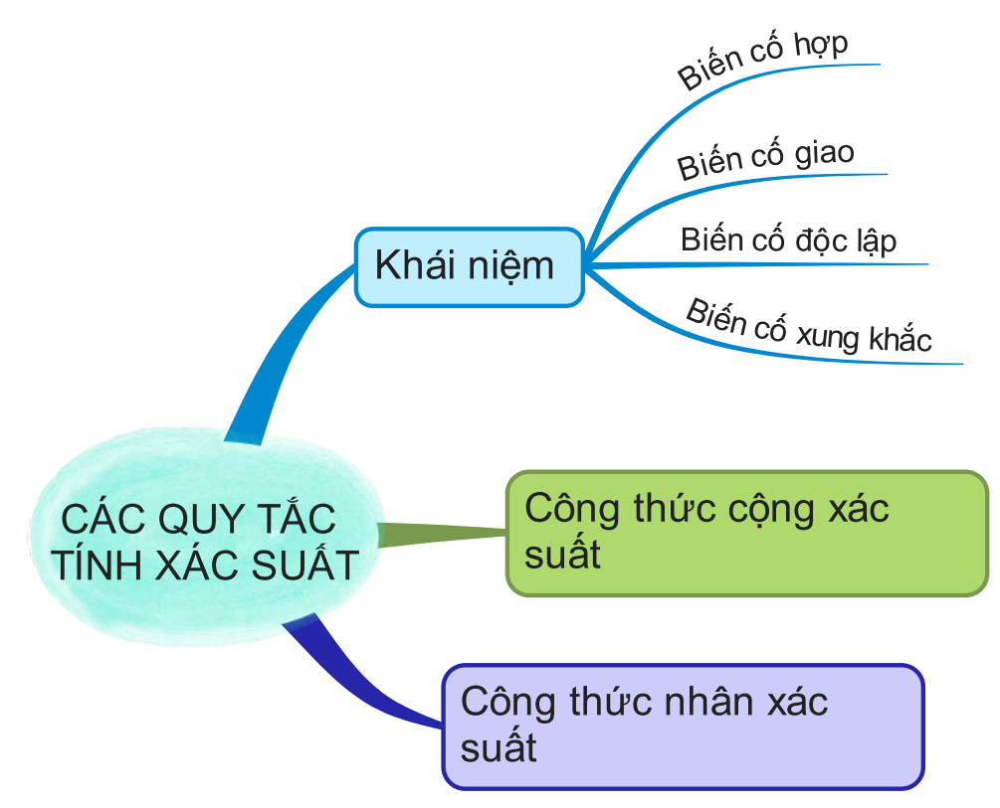 Biến cố hợp
Biến cố giao
Biến cố độc lập
Biến cố xung khắc
Khái niệm
CÁC QUY TẮC
TÍNH XÁC SUẤT
Công thức cộng xác
suất
Công thức nhân xác
suất